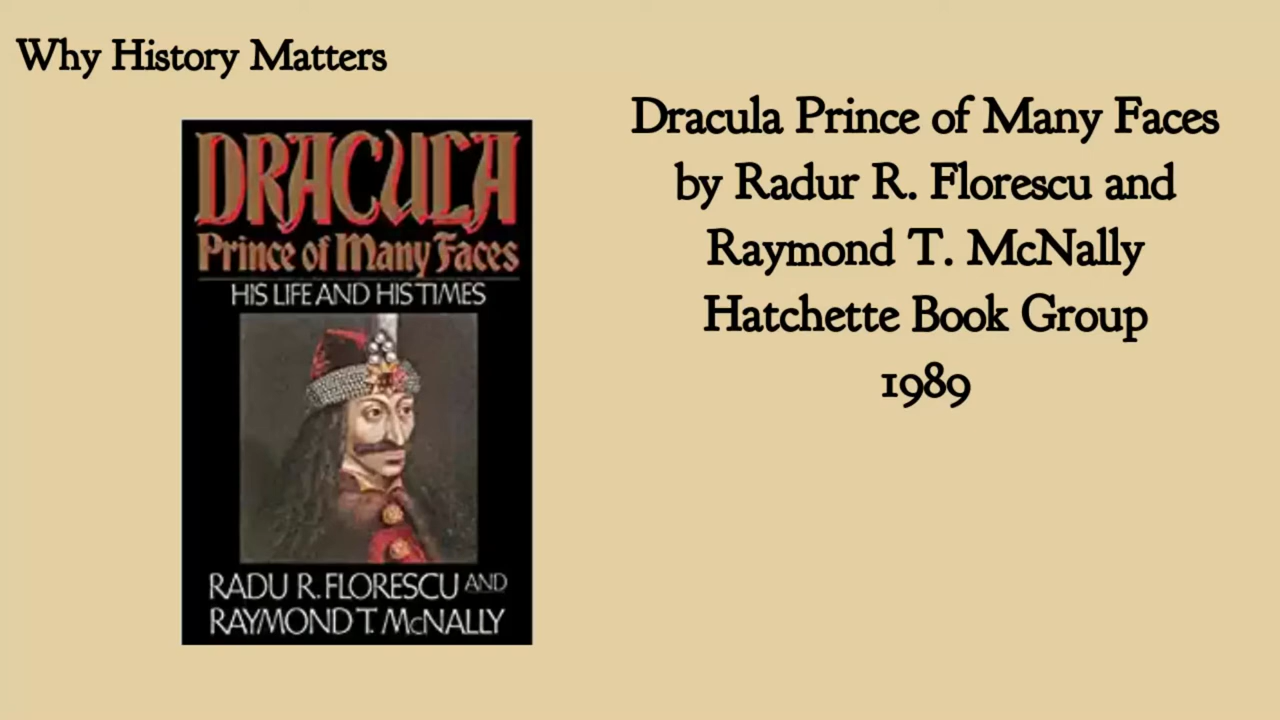 Why History Matters
DRACULA
Prince of Many Faces
HIS LIFE AND HIS TIMES
RADU R. FLORESCU AND
RAYMOND T. McNALLY
Dracula Prince of Many Faces
by Radur R. Florescu and
Raymond T. McNally
Hatchette Book Group
1989